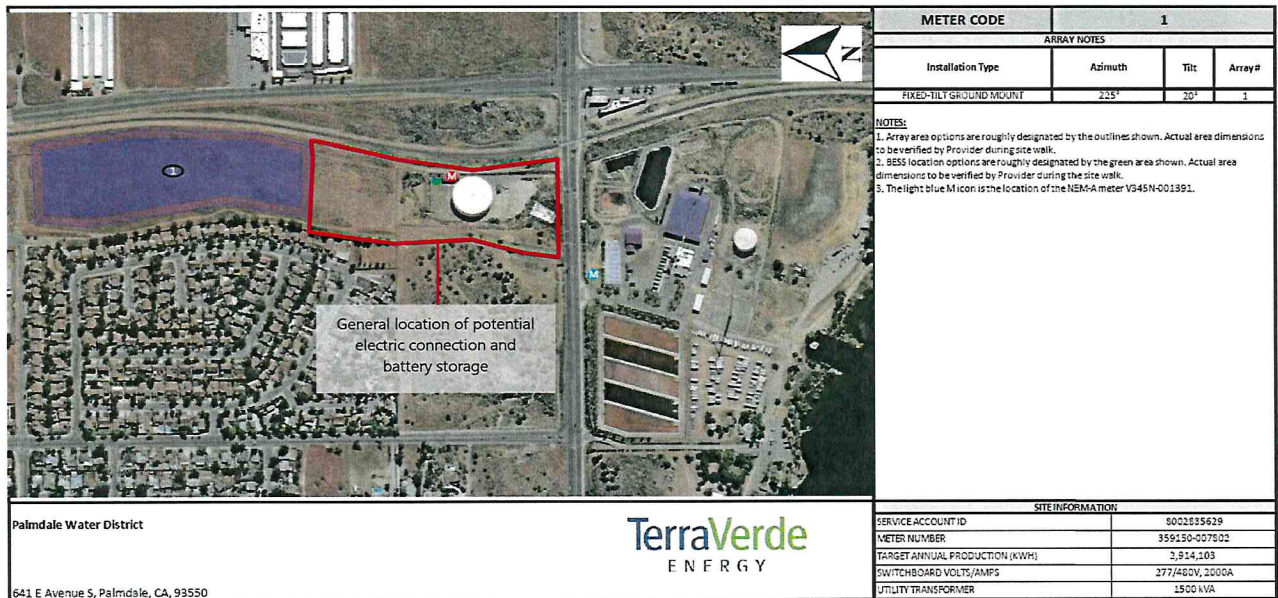 METER CODE 1
ARRAY NOTES
Installation Type Azimuth Tilt Array#
FIXED-TILT GROUND MOUNT 225° 20° 1
NOTES:
1. Array area options are roughly designated by the outlines shown. Actual area dimensions
to be verified by Provider during site walk.
2. BESS location options are roughly designated by the green area shown. Actual area
dimensions to be verified by Provider during the site walk.
3. The light blue M icon is the location of the NEM-A meter V345N-001391.
N
1
M
M
General location of potential
electric connection and
battery storage
Palmdale Water District
641 E Avenue S, Palmdale, CA, 93550
TerraVerde
ENERGY
SITE INFORMATION
SERVICE ACCOUNT ID 8002835629
METER NUMBER 359150-007802
TARGET ANNUAL PRODUCTION (KWH) 2,914,103
SWITCHBOARD VOLTS/AMPS 277/480V, 2000A
UTILITY TRANSFORMER 1500 kVA